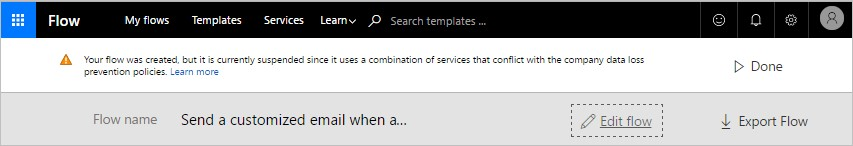 Flow My flows Templates Services Learn Search templates ...
Your flow was created, but it is currently suspended since it uses a combination of services that conflict with the company data loss
prevention policies. Learn more
Done
Flow name Send a customized email when a... Edit flow Export Flow